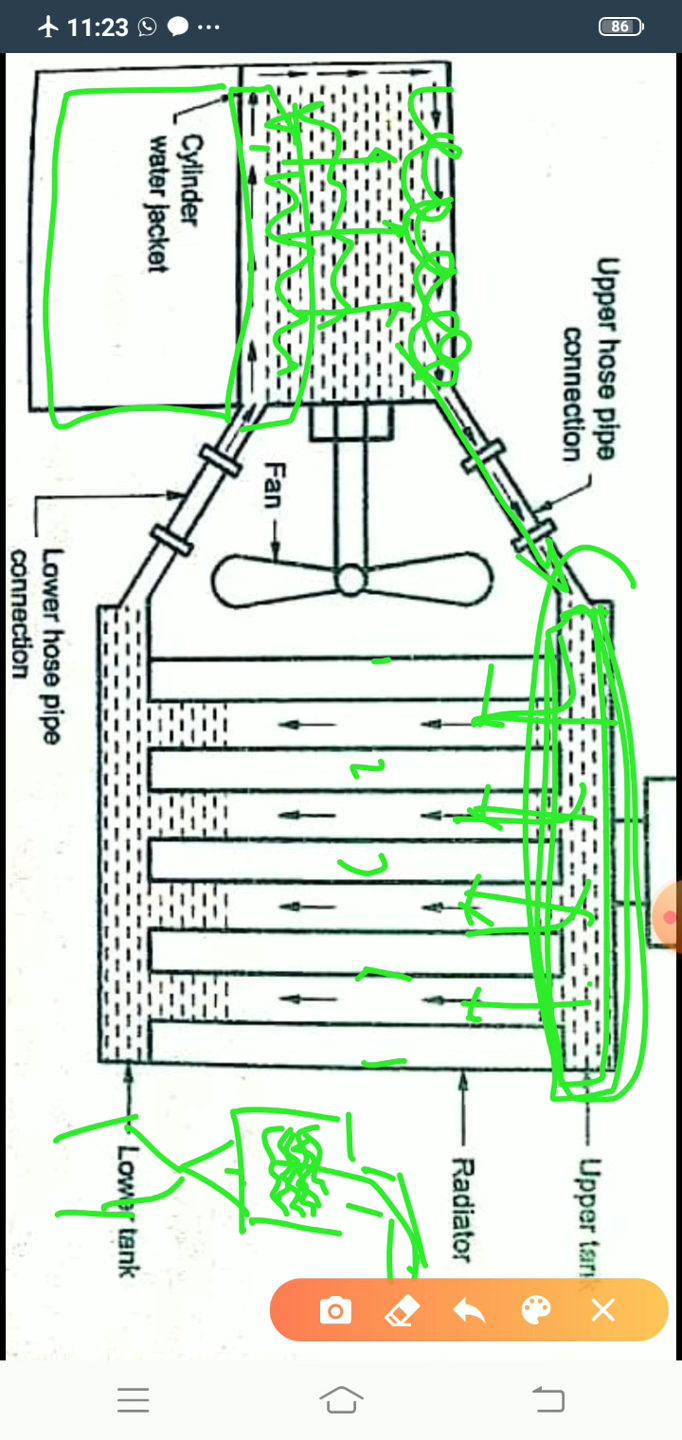 11:23
86
Cylinder
water jacket
Upper hose pipe
connection
Fan
Lower hose pipe
connection
Upper tank
Radiator
Lower tank